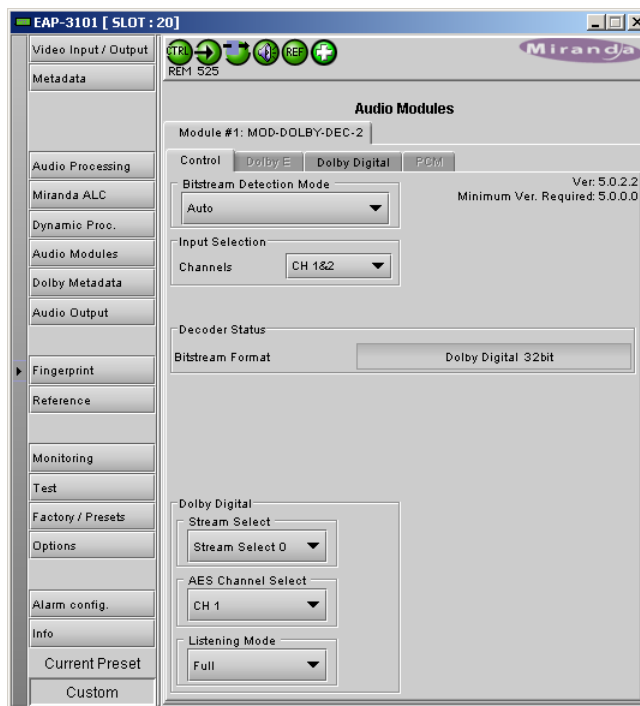 EAP-3101 [ SLOT : 20]
Video Input / Output
Metadata
Audio Processing
Miranda ALC
Dynamic Proc.
Audio Modules
Dolby Metadata
Audio Output
Fingerprint
Reference
Monitoring
Test
Factory / Presets
Options
Alarm config.
Info
Current Preset
Custom
CTRL
REF
REM 525
Miranda
Audio Modules
Module #1: MOD-DOLBY-DEC-2
Control
Dolby E
Dolby Digital
PCM
Ver: 5.0.2.2
Minimum Ver. Required: 5.0.0.0
Bitstream Detection Mode
Auto
Input Selection
Channels
CH 1&2
Decoder Status
Bitstream Format
Dolby Digital 32bit
Dolby Digital
Stream Select
Stream Select 0
AES Channel Select
CH 1
Listening Mode
Full